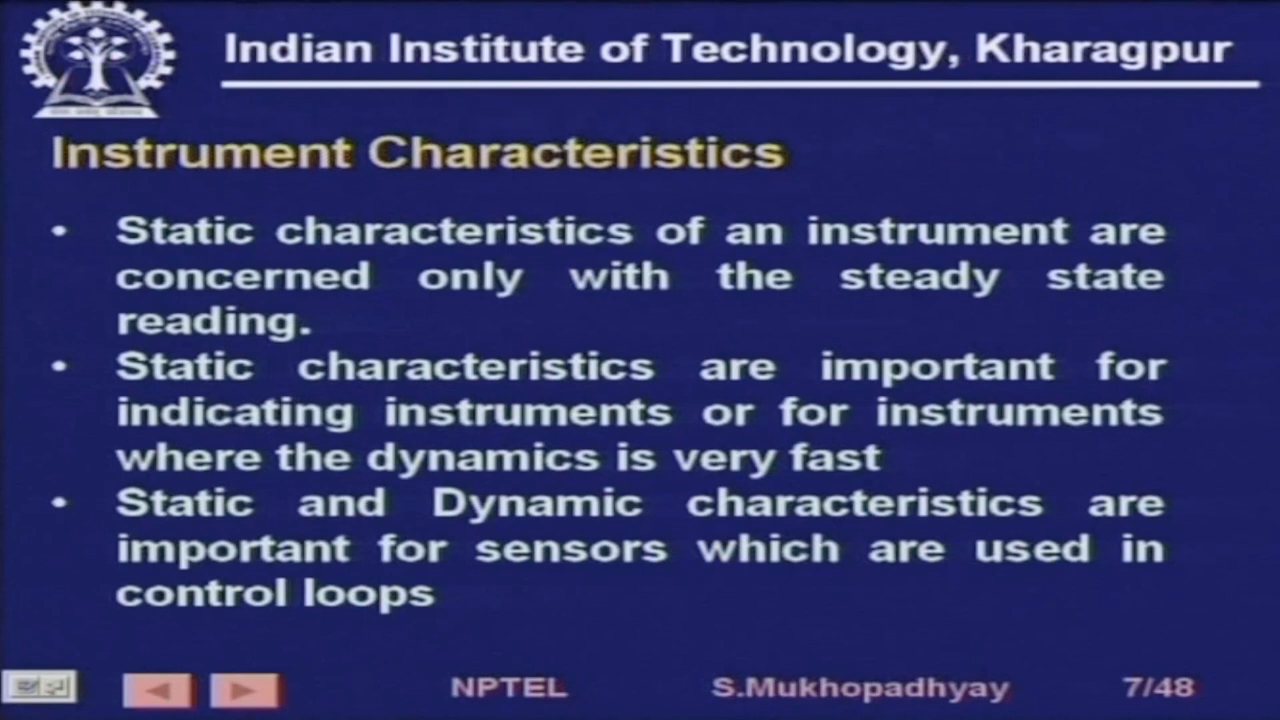 Indian Institute of Technology, Kharagpur
Instrument Characteristics
• Static characteristics of an instrument are
concerned only with the steady state
reading.
• Static characteristics are important for
indicating instruments or for instruments
where the dynamics is very fast
• Static and Dynamic characteristics are
important for sensors which are used in
control loops
NPTEL S.Mukhopadhyay 7/48